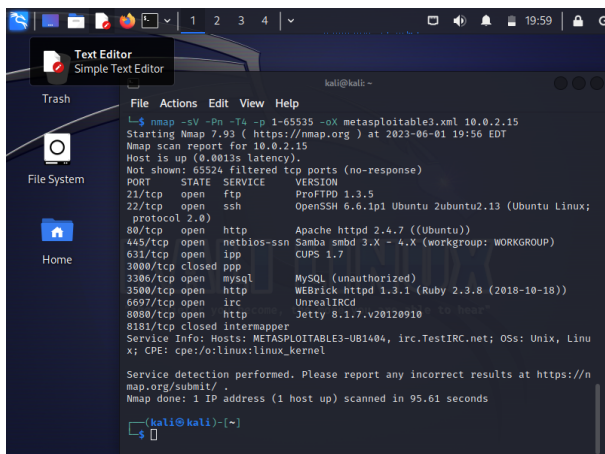 1 2 3 4
19:59
Text Editor
Simple Text Editor
Trash
File System
Home
kali@kali: ~
File Actions Edit View Help
└─$ nmap -sV -Pn -T4 -p 1-65535 -oX metasploitable3.xml 10.0.2.15
Starting Nmap 7.93 ( https://nmap.org ) at 2023-06-01 19:56 EDT
Nmap scan report for 10.0.2.15
Host is up (0.0013s latency).
Not shown: 65524 filtered tcp ports (no-response)
PORT STATE SERVICE VERSION
21/tcp open ftp ProFTPD 1.3.5
22/tcp open ssh OpenSSH 6.6.1p1 Ubuntu 2ubuntu2.13 (Ubuntu Linux;
protocol 2.0)
80/tcp open http Apache httpd 2.4.7 ((Ubuntu))
445/tcp open netbios-ssn Samba smbd 3.X - 4.X (workgroup: WORKGROUP)
631/tcp open ipp CUPS 1.7
3000/tcp closed ppp
3306/tcp open mysql MySQL (unauthorized)
3500/tcp open http WEBrick httpd 1.3.1 (Ruby 2.3.8 (2018-10-18))
6697/tcp open irc UnrealIRCd
8080/tcp open http Jetty 8.1.7.v20120910
8181/tcp closed intermapper
Service Info: Hosts: METASPLOITABLE3-UB1404, irc.TestIRC.net; OSs: Unix, Linu
x; CPE: cpe:/o:linux:linux_kernel
Service detection performed. Please report any incorrect results at https://n
map.org/submit/ .
Nmap done: 1 IP address (1 host up) scanned in 95.61 seconds
┌──(kali㉿kali)-[~]
└─$